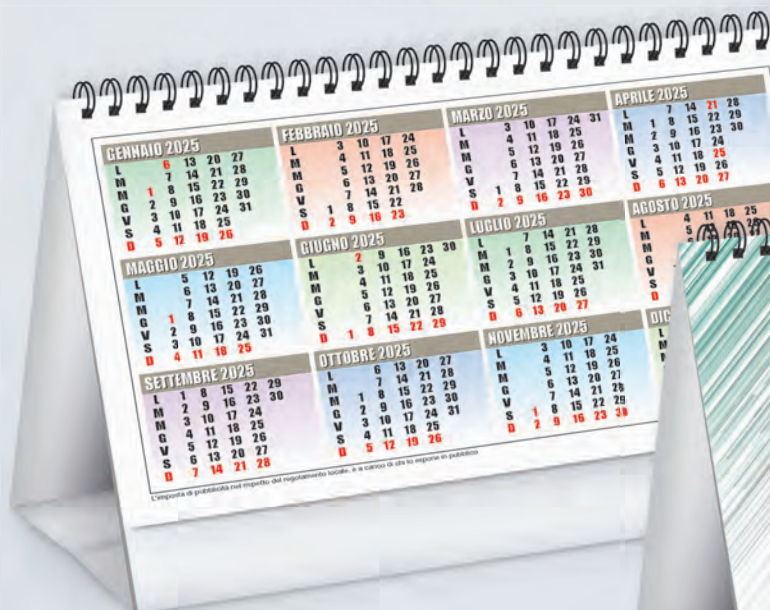 GENNAIO 2025
L 6 13 20 27
M 7 14 21 28
M 1 8 15 22 29
G 2 9 16 23 30
V 3 10 17 24 31
S 4 11 18 25
D 5 12 19 26
FEBBRAIO 2025
L 3 10 17 24
M 4 11 18 25
M 5 12 19 26
G 6 13 20 27
V 7 14 21 28
S 1 8 15 22
D 2 9 16 23
MARZO 2025
L 3 10 17 24 31
M 4 11 18 25
M 5 12 19 26
G 6 13 20 27
V 7 14 21 28
S 1 8 15 22 29
D 2 9 16 23 30
APRILE 2025
L 7 14 21 28
M 1 8 15 22 29
M 2 9 16 23 30
G 3 10 17 24
V 4 11 18 25
S 5 12 19 26
D 6 13 20 27
MAGGIO 2025
L 5 12 19 26
M 6 13 20 27
M 7 14 21 28
G 1 8 15 22 29
V 2 9 16 23 30
S 3 10 17 24 31
D 4 11 18 25
GIUGNO 2025
L 2 9 16 23 30
M 3 10 17 24
M 4 11 18 25
G 5 12 19 26
V 6 13 20 27
S 7 14 21 28
D 1 8 15 22 29
LUGLIO 2025
L 7 14 21 28
M 1 8 15 22 29
M 2 9 16 23 30
G 3 10 17 24 31
V 4 11 18 25
S 5 12 19 26
D 6 13 20 27
AGOSTO 2025
L 4 11 18 25
M 5
M
G
V
S
D
SETTEMBRE 2025
L 1 8 15 22 29
M 2 9 16 23 30
M 3 10 17 24
G 4 11 18 25
V 5 12 19 26
S 6 13 20 27
D 7 14 21 28
OTTOBRE 2025
L 6 13 20 27
M 7 14 21 28
M 1 8 15 22 29
G 2 9 16 23 30
V 3 10 17 24 31
S 4 11 18 25
D 5 12 19 26
NOVEMBRE 2025
L 3 10 17 24
M 4 11 18 25
M 5 12 19 26
G 6 13 20 27
V 7 14 21 28
S 1 8 15 22 29
D 2 9 16 23 30
DIC
L
M
M
L'imposta di pubblicità nel rispetto del regolamento locale, è a carico di chi lo espone in pubblico